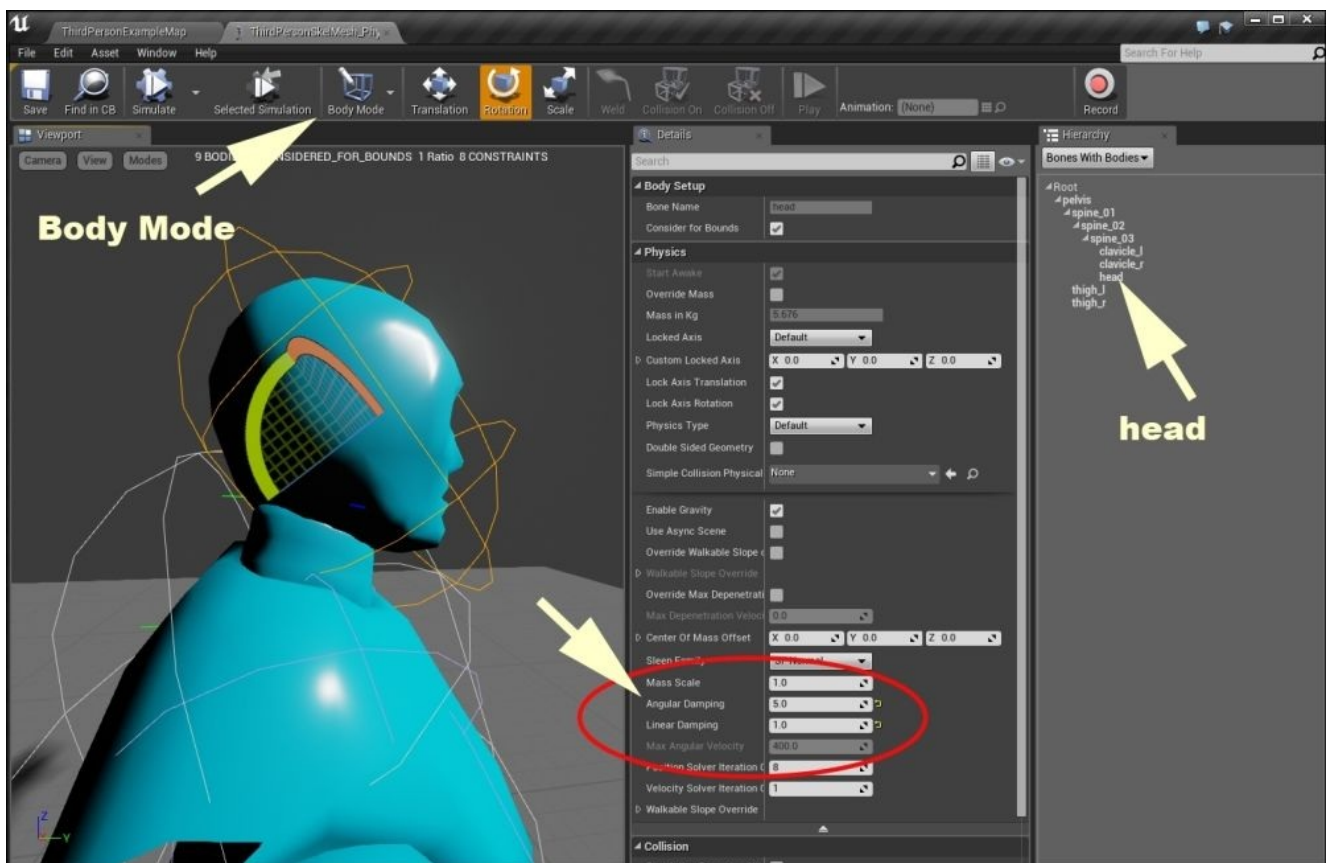 ThirdPersonExampleMap
ThirdPersonSkelMesh_Phy
File Edit Asset Window Help
Search For Help
Save Find in CB Simulate Selected Simulation Body Mode Translation Rotation Scale Weld Collision On Collision Off Play Animation: (None) Record
Viewport
Camera View Modes
9 BODI NSIDERED_FOR_BOUNDS 1 Ratio 8 CONSTRAINTS
Body Mode
Z
Y
Details
Search
Body Setup
Bone Name head
Consider for Bounds
Physics
Start Awake
Override Mass
Mass in Kg 5.676
Locked Axis Default
Custom Locked Axis X 0.0 Y 0.0 Z 0.0
Lock Axis Translation
Lock Axis Rotation
Physics Type Default
Double Sided Geometry
Simple Collision Physical None
Enable Gravity
Use Async Scene
Override Walkable Slope
Walkable Slope Override
Override Max Depenetrati
Max Depenetration Veloci 0.0
Center Of Mass Offset X 0.0 Y 0.0 Z 0.0
Sleep Family
Mass Scale 1.0
Angular Damping 5.0
Linear Damping 1.0
Max Angular Velocity 400.0
Position Solver Iteration C 8
Velocity Solver Iteration C 1
Walkable Slope Override
Collision
Hierarchy
Bones With Bodies
Root
pelvis
spine_01
spine_02
spine_03
clavicle_l
clavicle_r
head
thigh_l
thigh_r
head